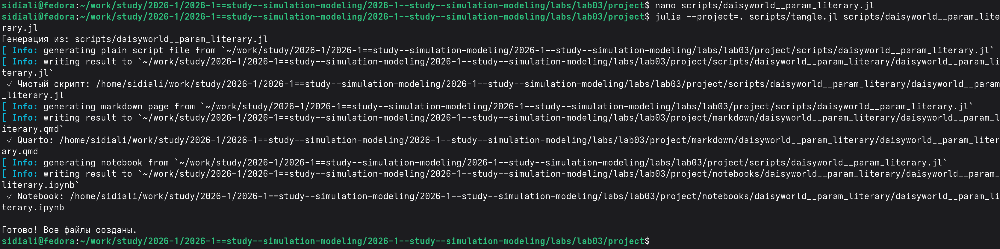 sidiali@fedora:~/work/study/2026-1/2026-1==study--simulation-modeling/2026-1--study--simulation-modeling/labs/lab03/project$ nano scripts/daisyworld__param_literary.jl
sidiali@fedora:~/work/study/2026-1/2026-1==study--simulation-modeling/2026-1--study--simulation-modeling/labs/lab03/project$ julia --project=. scripts/tangle.jl scripts/daisyworld__param_lite
rary.jl
Генерация из: scripts/daisyworld__param_literary.jl
[ Info: generating plain script file from `~/work/study/2026-1/2026-1==study--simulation-modeling/2026-1--study--simulation-modeling/labs/lab03/project/scripts/daisyworld__param_literary.jl`
[ Info: writing result to `~/work/study/2026-1/2026-1==study--simulation-modeling/2026-1--study--simulation-modeling/labs/lab03/project/scripts/daisyworld__param_literary/daisyworld__param_li
terary.jl`
 ✓ Чистый скрипт: /home/sidiali/work/study/2026-1/2026-1==study--simulation-modeling/2026-1--study--simulation-modeling/labs/lab03/project/scripts/daisyworld__param_literary/daisyworld__param
_literary.jl
[ Info: generating markdown page from `~/work/study/2026-1/2026-1==study--simulation-modeling/2026-1--study--simulation-modeling/labs/lab03/project/scripts/daisyworld__param_literary.jl`
[ Info: writing result to `~/work/study/2026-1/2026-1==study--simulation-modeling/2026-1--study--simulation-modeling/labs/lab03/project/markdown/daisyworld__param_literary/daisyworld__param_l
iterary.qmd`
 ✓ Quarto: /home/sidiali/work/study/2026-1/2026-1==study--simulation-modeling/2026-1--study--simulation-modeling/labs/lab03/project/markdown/daisyworld__param_literary/daisyworld__param_liter
ary.qmd
[ Info: generating notebook from `~/work/study/2026-1/2026-1==study--simulation-modeling/2026-1--study--simulation-modeling/labs/lab03/project/scripts/daisyworld__param_literary.jl`
[ Info: writing result to `~/work/study/2026-1/2026-1==study--simulation-modeling/2026-1--study--simulation-modeling/labs/lab03/project/notebooks/daisyworld__param_literary/daisyworld__param_
literary.ipynb`
 ✓ Notebook: /home/sidiali/work/study/2026-1/2026-1==study--simulation-modeling/2026-1--study--simulation-modeling/labs/lab03/project/notebooks/daisyworld__param_literary/daisyworld__param_li
terary.ipynb

Готово! Все файлы созданы.
sidiali@fedora:~/work/study/2026-1/2026-1==study--simulation-modeling/2026-1--study--simulation-modeling/labs/lab03/project$